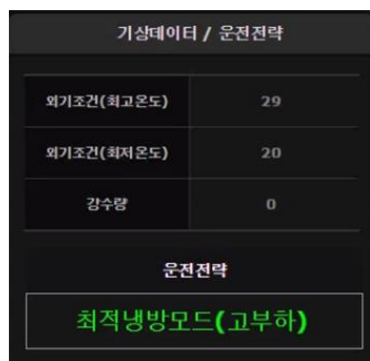 기상데이터 / 운전전략
외기조건(최고온도) 29
외기조건(최저온도) 20
강수량 0
운전전략
최적냉방모드(고부하)